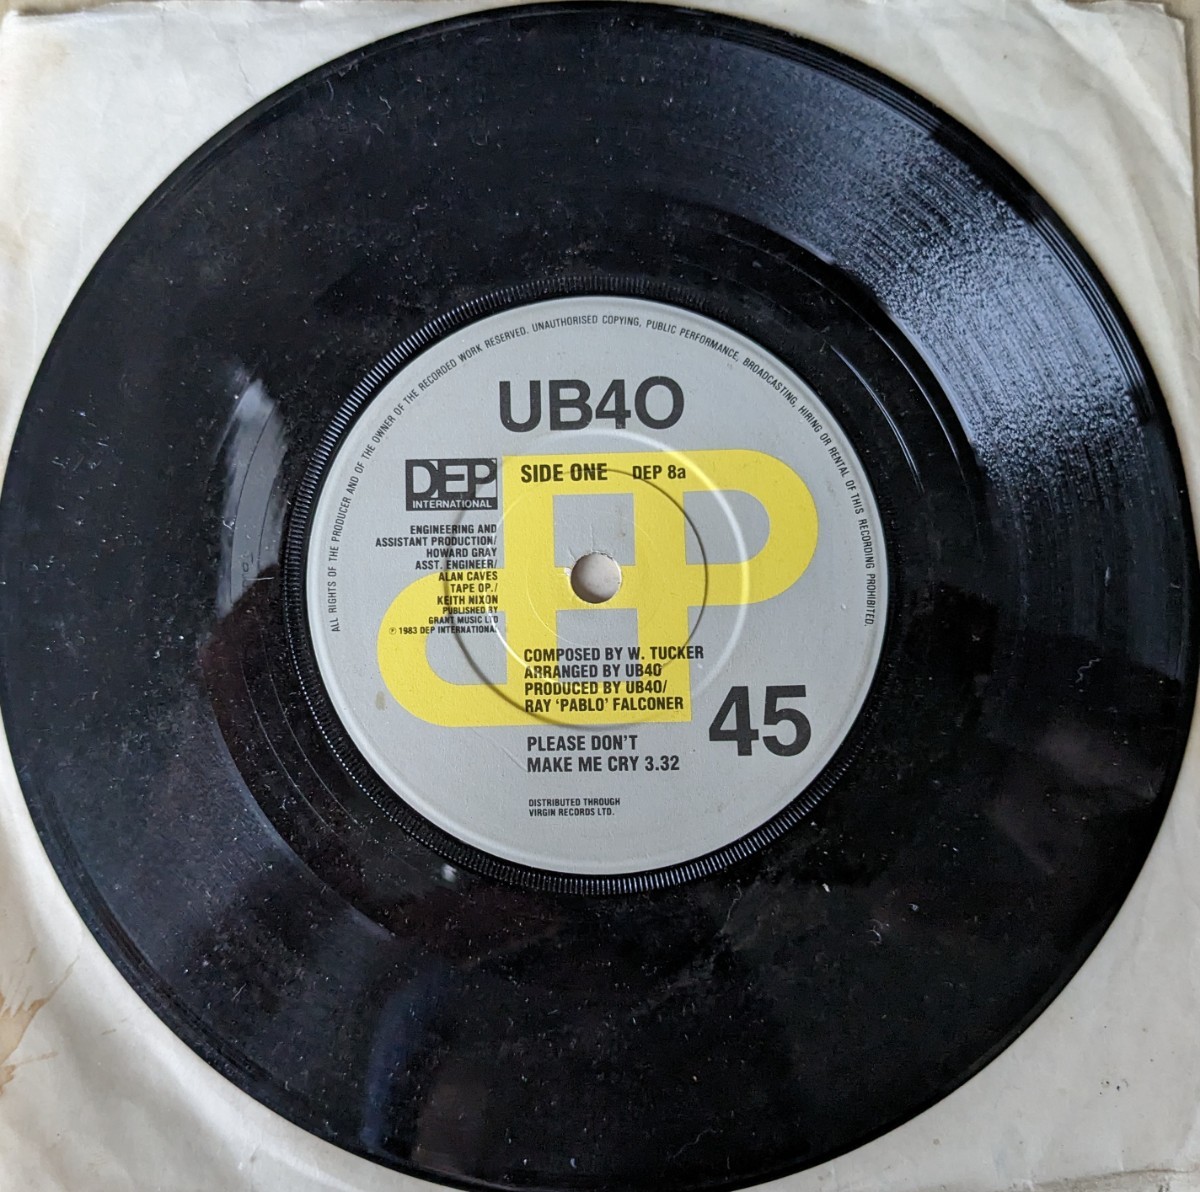 ALL RIGHTS OF THE PRODUCER AND OF THE OWNER OF THE RECORDED WORK RESERVED. UNAUTHORISED COPYING, PUBLIC PERFORMANCE, BROADCASTING, HIRING OR RENTAL OF THIS RECORDING PROHIBITED.
UB40
DEP
INTERNATIONAL
SIDE ONE DEP 8a
ENGINEERING AND
ASSISTANT PRODUCTION/
HOWARD GRAY
ASST. ENGINEER/
ALAN CAVES
TAPE OP./
KEITH NIXON
PUBLISHED BY
GRANT MUSIC LTD
℗ 1983 DEP INTERNATIONAL
COMPOSED BY W. TUCKER
ARRANGED BY UB40
PRODUCED BY UB40/
RAY 'PABLO' FALCONER
45
PLEASE DON'T
MAKE ME CRY 3.32
DISTRIBUTED THROUGH
VIRGIN RECORDS LTD.